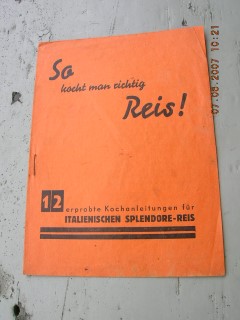 So
kocht man richtig
Reis!
12 erprobte Kochanleitungen für
ITALIENISCHEN SPLENDORE-REIS
07.08.2007 10:21